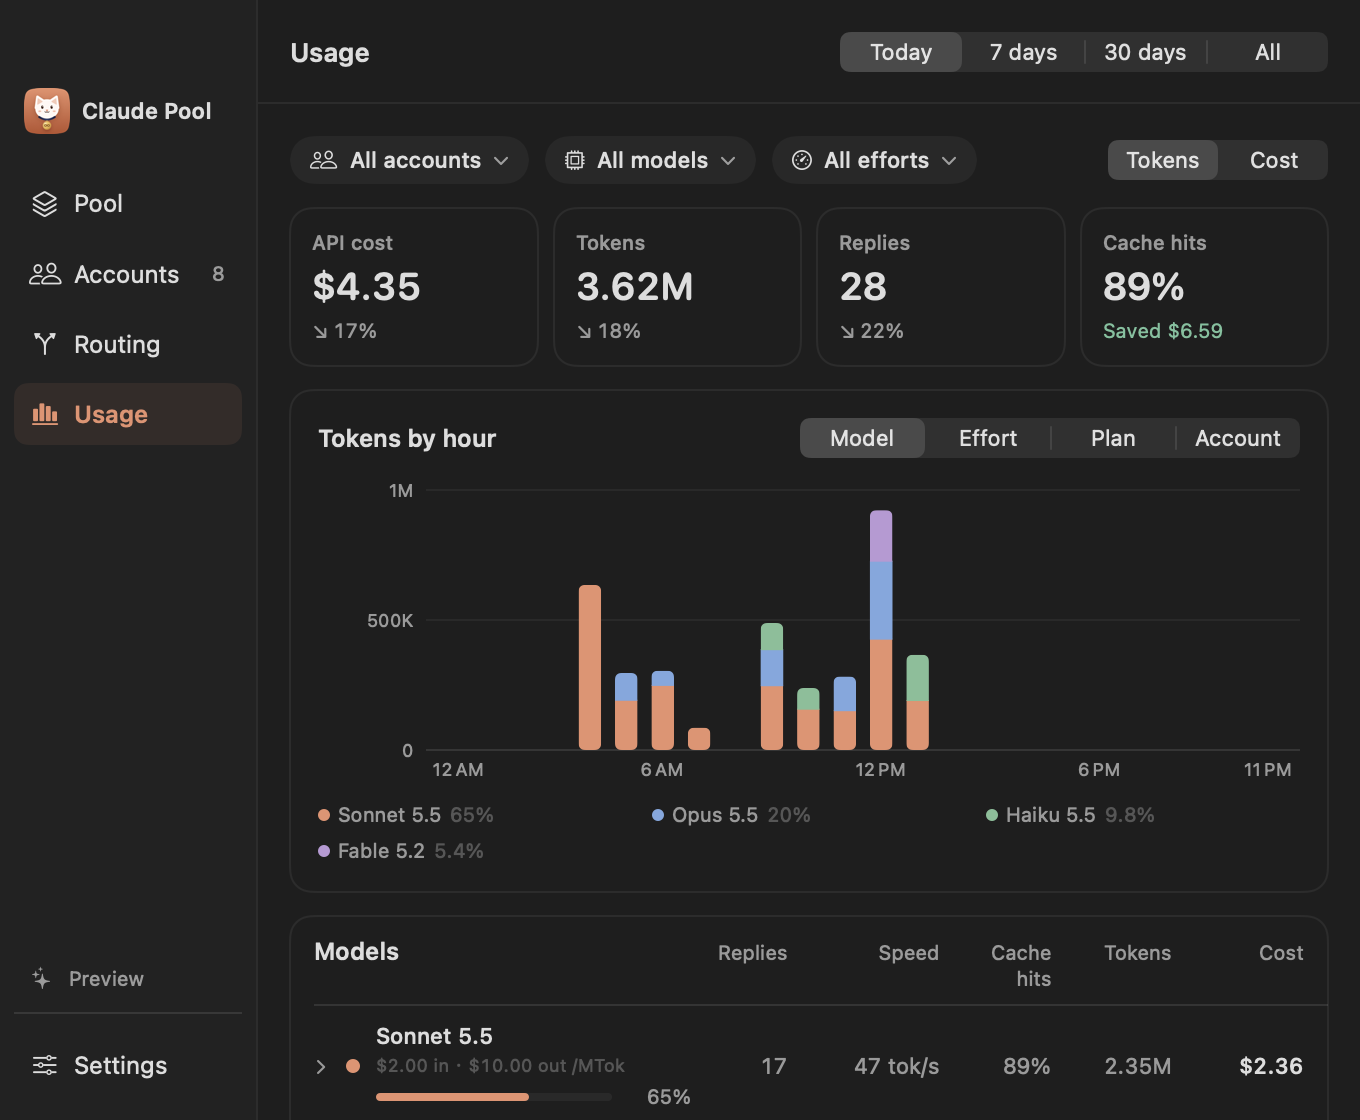 Usage
Today 7 days 30 days All
Claude Pool
Pool
Accounts 8
Routing
Usage
Preview
Settings
All accounts All models All efforts Tokens Cost
API cost
$4.35
↘ 17%
Tokens
3.62M
↘ 18%
Replies
28
↘ 22%
Cache hits
89%
Saved $6.59
Tokens by hour
Model Effort Plan Account
1M
500K
0
12 AM 6 AM 12 PM 6 PM 11 PM
Sonnet 5.5 65% Opus 5.5 20% Haiku 5.5 9.8%
Fable 5.2 5.4%
Models Replies Speed Cache hits Tokens Cost
Sonnet 5.5
$2.00 in · $10.00 out /MTok
65%
17 47 tok/s 89% 2.35M $2.36